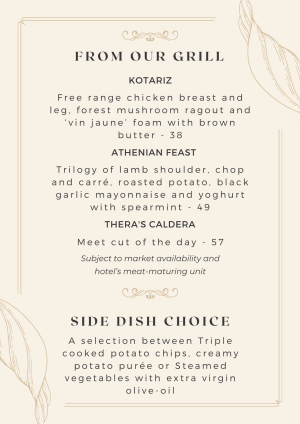 FROM OUR GRILL
KOTARIZ
Free range chicken breast and
leg, forest mushroom ragout and
‘vin jaune’ foam with brown
butter - 38
ATHENIAN FEAST
Trilogy of lamb shoulder, chop
and carré, roasted potato, black
garlic mayonnaise and yoghurt
with spearmint - 49
THERA'S CALDERA
Meet cut of the day - 57
Subject to market availability and
hotel’s meat-maturing unit
SIDE DISH CHOICE
A selection between Triple
cooked potato chips, creamy
potato purée or Steamed
vegetables with extra virgin
olive-oil